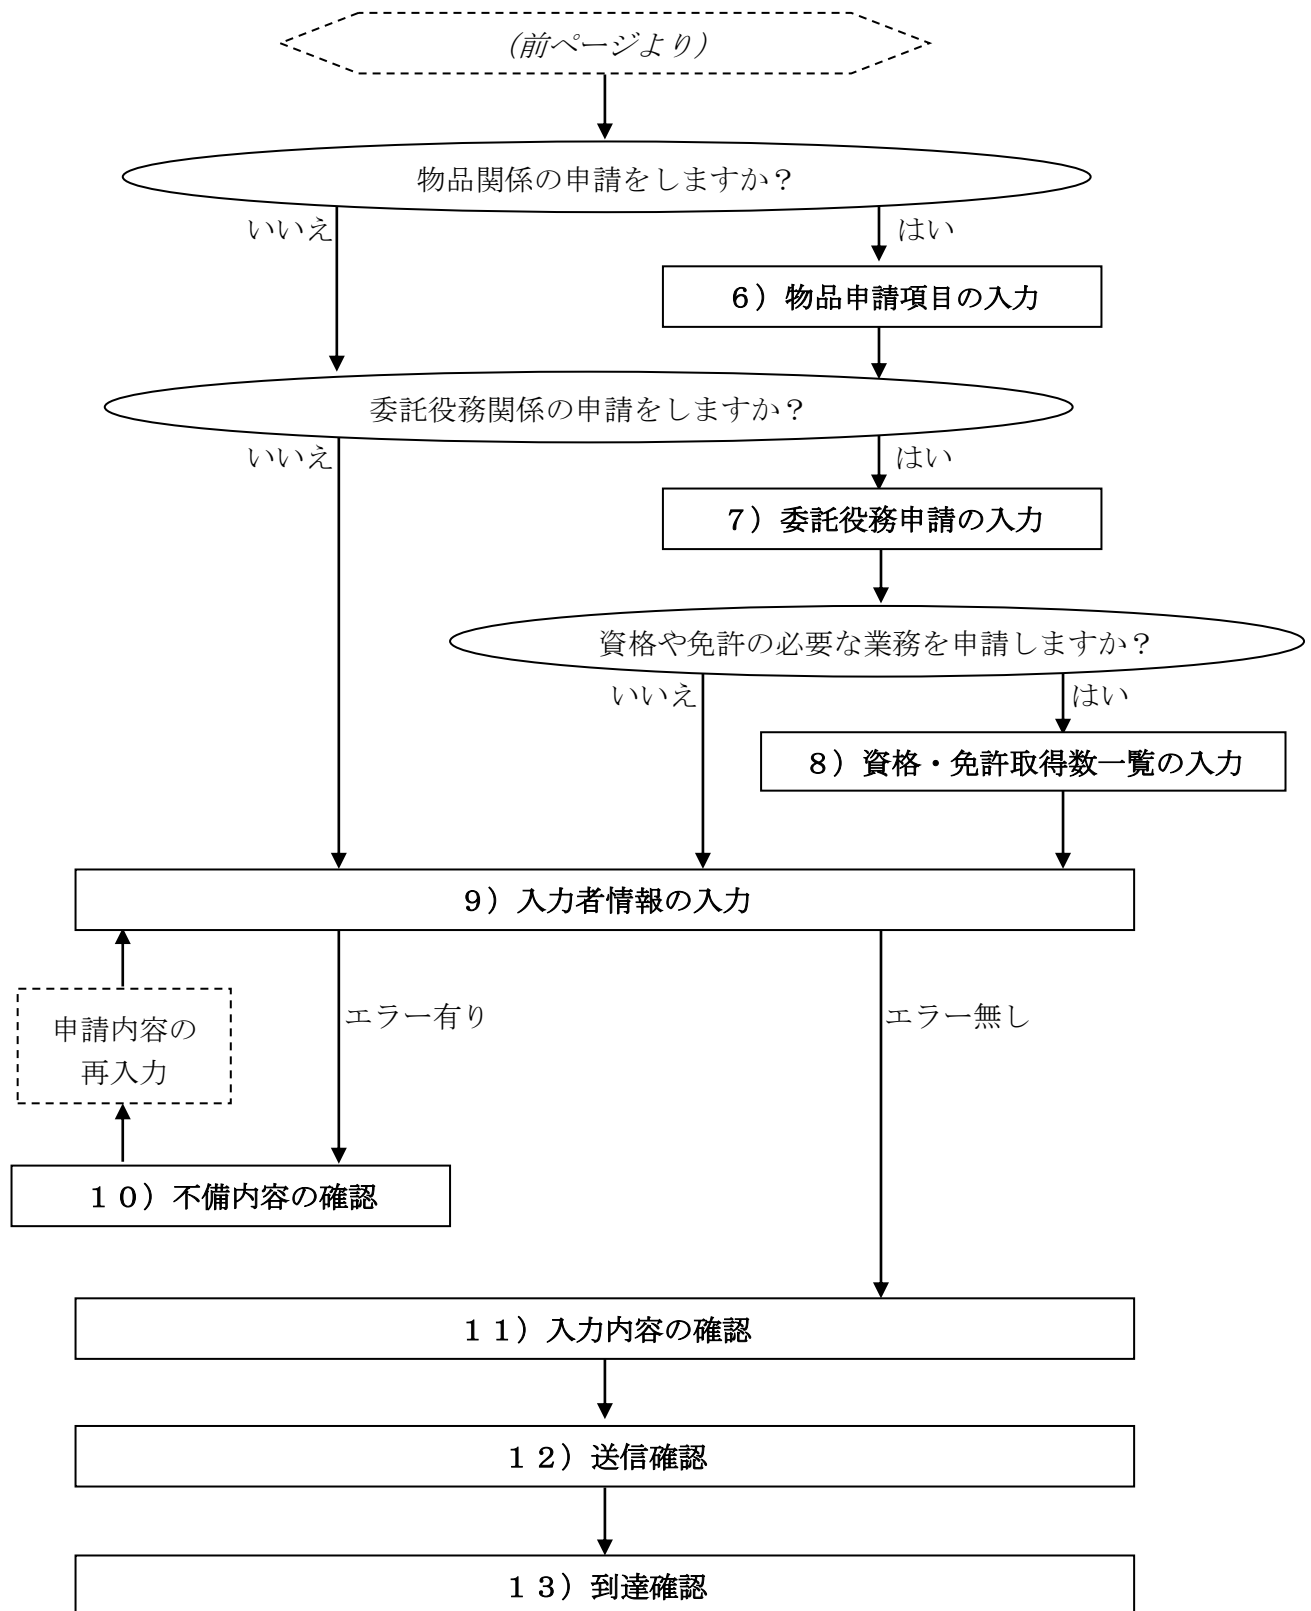 (前ページより)
物品関係の申請をしますか？
いいえ
はい
６）物品申請項目の入力
委託役務関係の申請をしますか？
いいえ
はい
７）委託役務申請の入力
資格や免許の必要な業務を申請しますか？
いいえ
はい
８）資格・免許取得数一覧の入力
９）入力者情報の入力
申請内容の
再入力
エラー有り
エラー無し
１０）不備内容の確認
１１）入力内容の確認
１２）送信確認
１３）到達確認